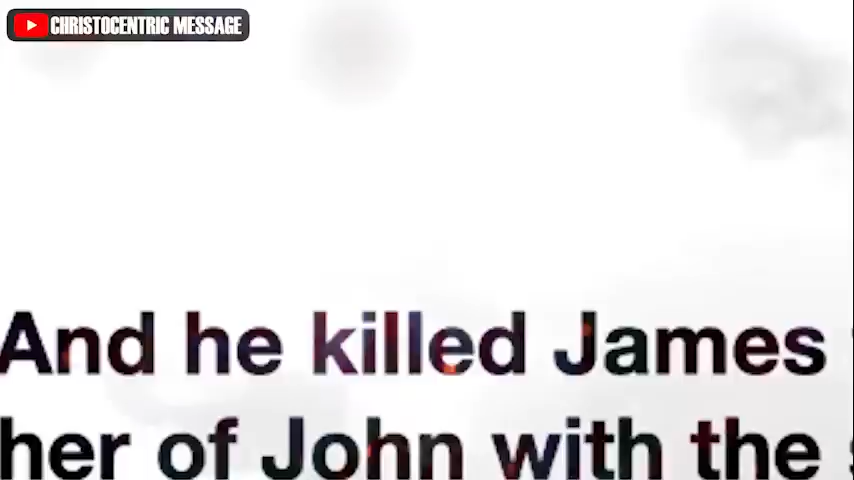 CHRISTOCENTRIC MESSAGE
And he killed James
her of John with the